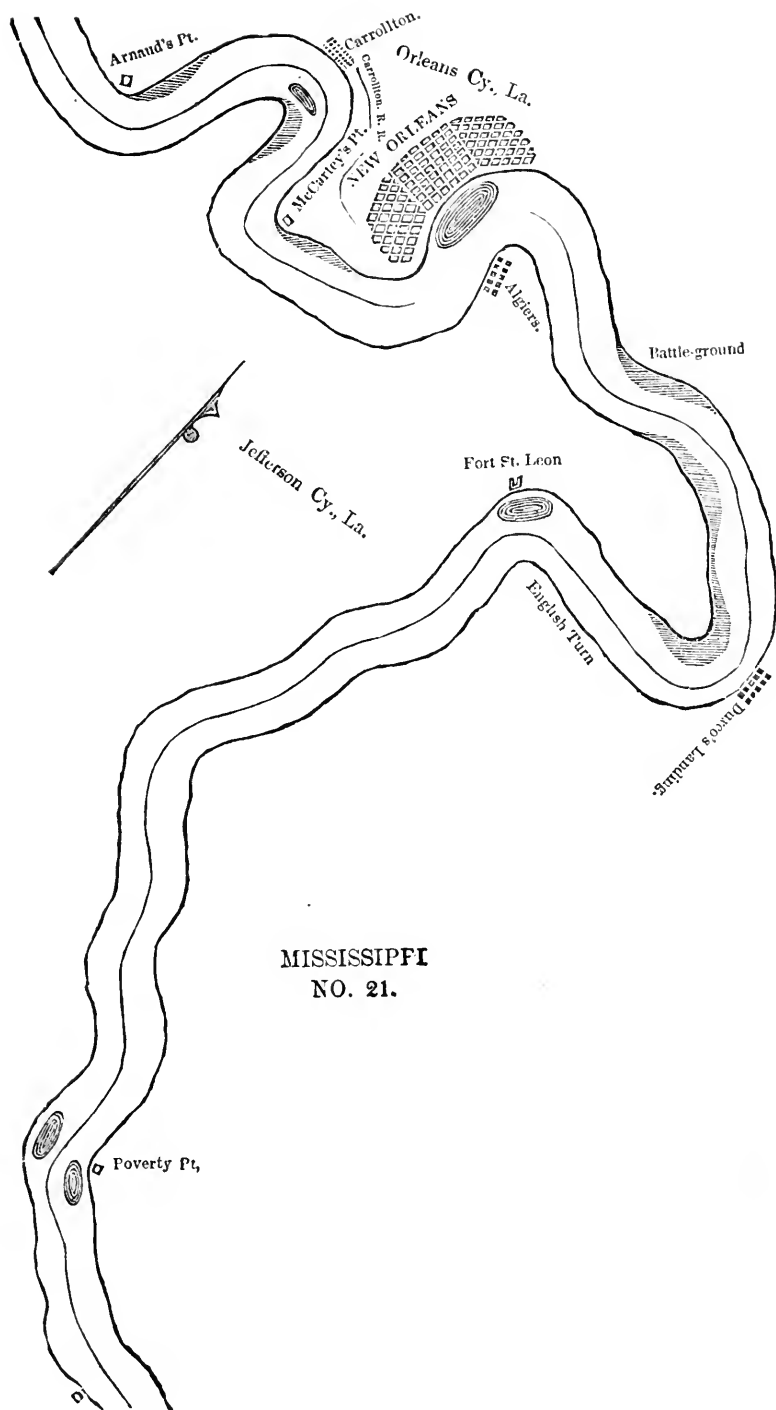 Arnaud's Pt.
Carrollton.
Carrollton. R. R.
Orleans Cy., La.
McCartey's Pt.
NEW ORLEANS
Algiers.
Battle-ground
Jefferson Cy., La.
Fort St. Leon
English Turn
Landing.
MISSISSIPPI
NO. 21.
Poverty Pt,